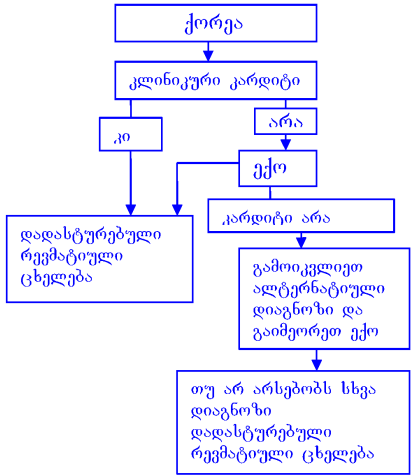 ქორეა
კლინიკური კარდიტი
კი
არა
ექო
კარდიტი არა
დადასტურებული
რევმატიული
ცხელება
გამოიკვლიეთ
ალტერნატიული
დიაგნოზი და
გაიმეორეთ ექო
თუ არ არსებობს სხვა
დიაგნოზი
დადასტურებული
რევმატიული ცხელება